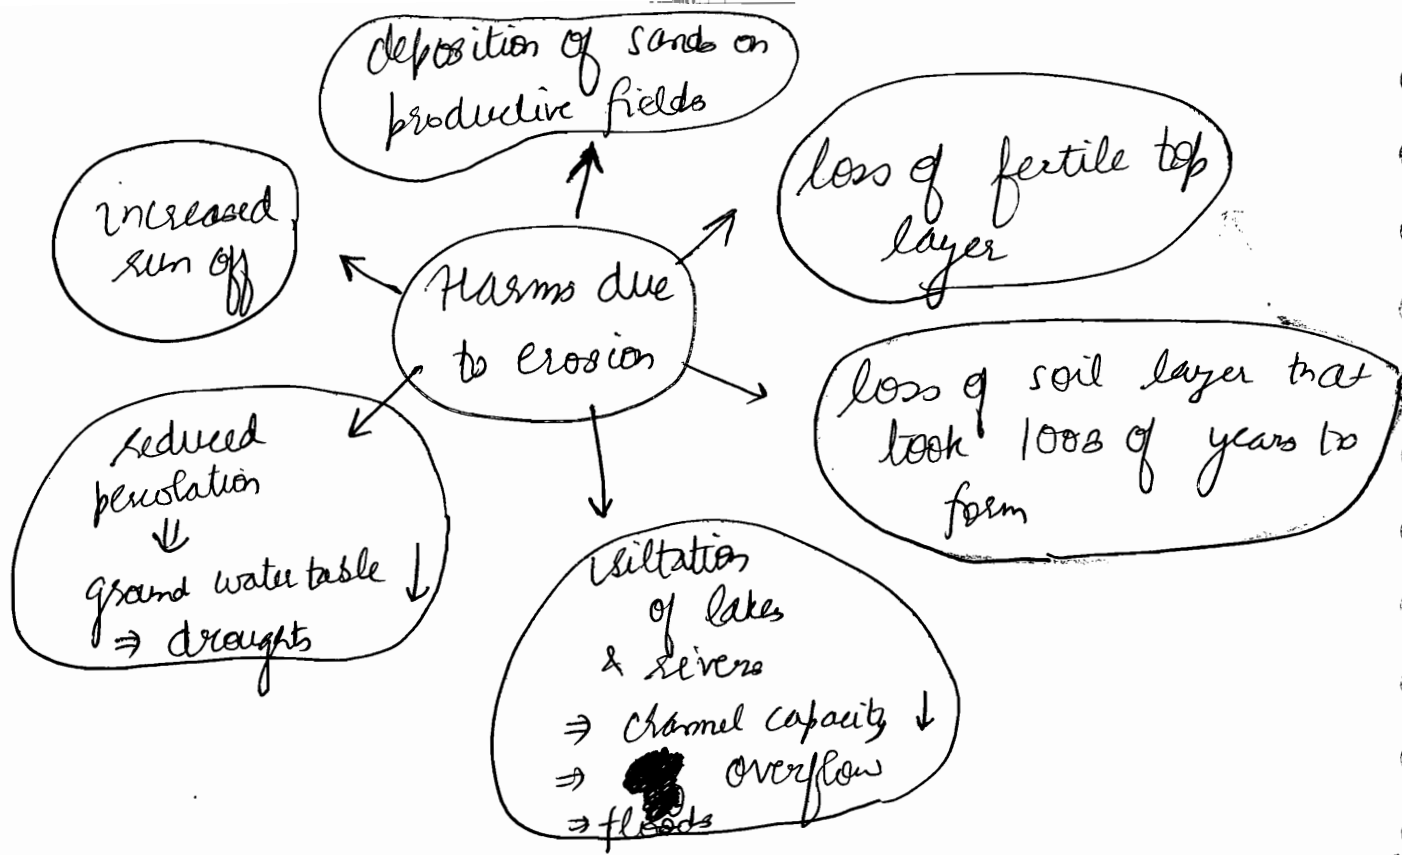 deposition of sands on
productive fields
loss of fertile top
layer
increased
run off
Harms due
to erosion
loss of soil layer that
took 100s of years to
form
reduced
percolation
⇓
ground water table ↓
⇒ droughts
siltation
of lakes
& rivers
⇒ channel capacity ↓
⇒ overflow
⇒ floods